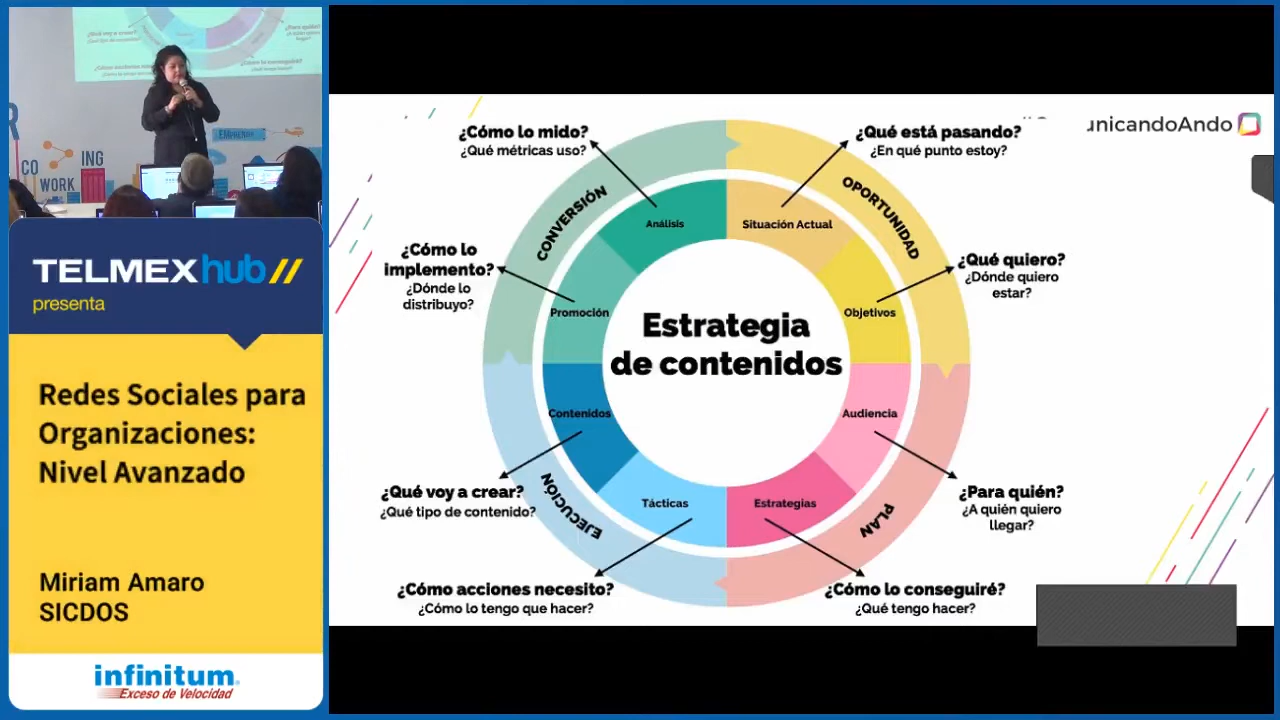 CO
ING
WORK
EMPRENDE
TELMEXhub//
presenta
Redes Sociales para
Organizaciones:
Nivel Avanzado
Miriam Amaro
SICDOS
infinitum
Exceso de Velocidad
unicandoAndo
¿Cómo lo mido?
¿Qué métricas uso?
¿Qué está pasando?
¿En qué punto estoy?
CONVERSIÓN
OPORTUNIDAD
Análisis
Situación Actual
¿Cómo lo
implemento?
¿Dónde lo
distribuyo?
¿Qué quiero?
¿Dónde quiero
estar?
Promoción
Objetivos
Estrategia
de contenidos
Contenidos
Audiencia
¿Qué voy a crear?
¿Qué tipo de contenido?
EJECUCIÓN
Tácticas
Estrategias
PLAN
¿Para quién?
¿A quién quiero
llegar?
¿Cómo acciones necesito?
¿Cómo lo tengo que hacer?
¿Cómo lo conseguiré?
¿Qué tengo hacer?